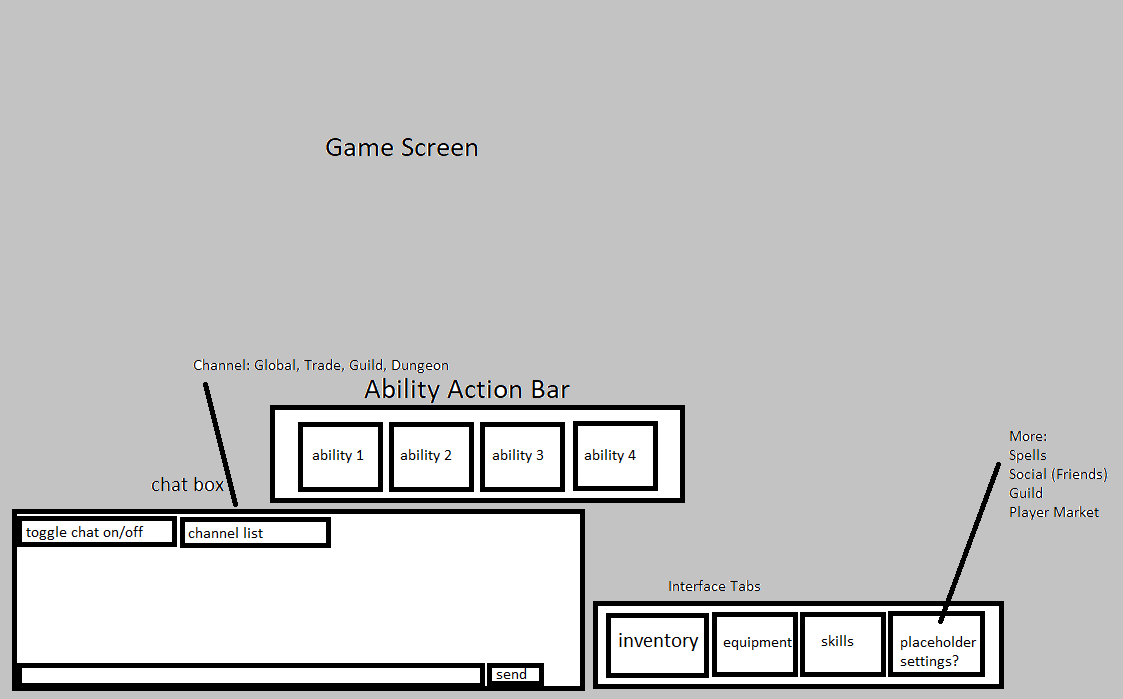 Game Screen
Channel: Global, Trade, Guild, Dungeon
Ability Action Bar
ability 1
ability 2
ability 3
ability 4
chat box
toggle chat on/off
channel list
send
More:
Spells
Social (Friends)
Guild
Player Market
Interface Tabs
inventory
equipment
skills
placeholder
settings?